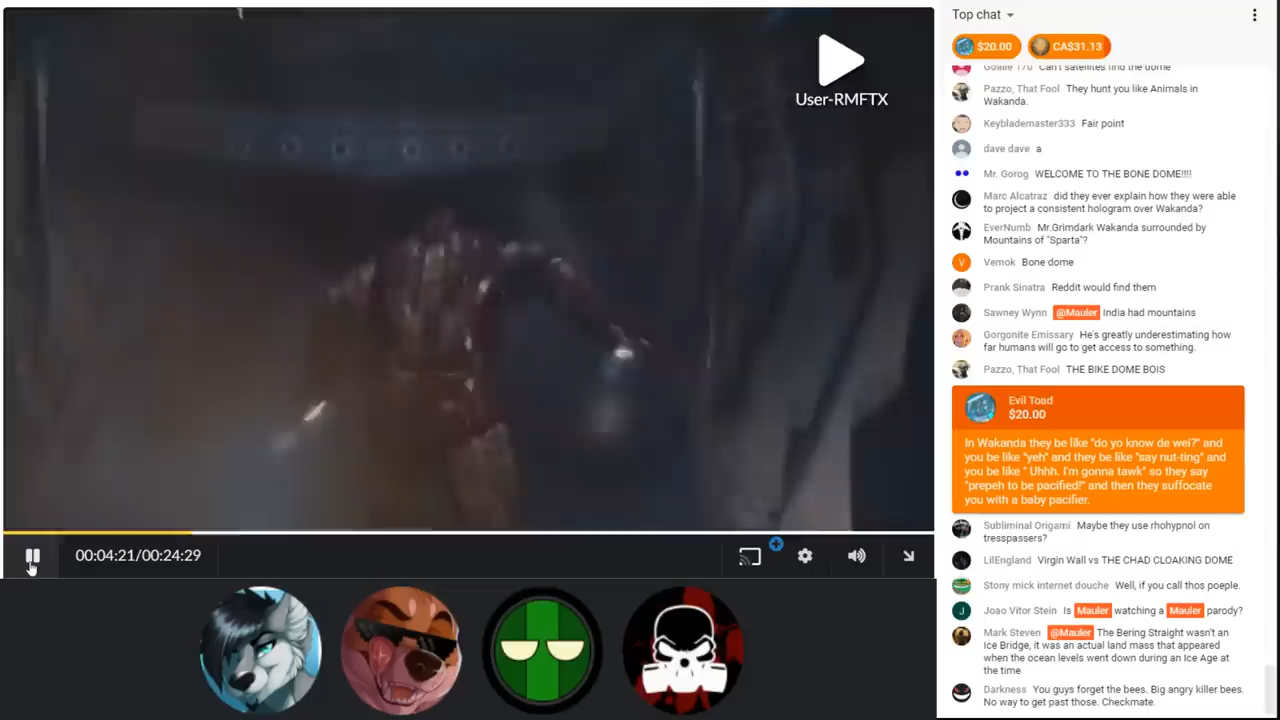 User-RMFTX
00:04:21/00:24:29
Top chat
$20.00
CA$31.13
Goalie 170 Can't satellites find the dome
Pazzo, That Fool They hunt you like Animals in
Wakanda.
Keyblademaster333 Fair point
dave dave a
Mr. Gorog WELCOME TO THE BONE DOME!!!!
Marc Alcatraz did they ever explain how they were able
to project a consistent hologram over Wakanda?
EverNumb Mr.Grimdark Wakanda surrounded by
Mountains of "Sparta"?
V
Vemok Bone dome
Prank Sinatra Reddit would find them
Sawney Wynn @Mauler India had mountains
Gorgonite Emissary He's greatly underestimating how
far humans will go to get access to something.
Pazzo, That Fool THE BIKE DOME BOIS
Evil Toad
$20.00
In Wakanda they be like "do yo know de wei?" and
you be like "yeh" and they be like "say nut-ting" and
you be like " Uhhh. I'm gonna tawk" so they say
"prepeh to be pacified!" and then they suffocate
you with a baby pacifier.
Subliminal Origami Maybe they use rhohypnol on
tresspassers?
LilEngland Virgin Wall vs THE CHAD CLOAKING DOME
Stony mick internet douche Well, if you call thos poeple.
J
Joao Vitor Stein Is Mauler watching a Mauler parody?
Mark Steven @Mauler The Bering Straight wasn't an
Ice Bridge, it was an actual land mass that appeared
when the ocean levels went down during an Ice Age at
the time
Darkness You guys forget the bees. Big angry killer bees.
No way to get past those. Checkmate.